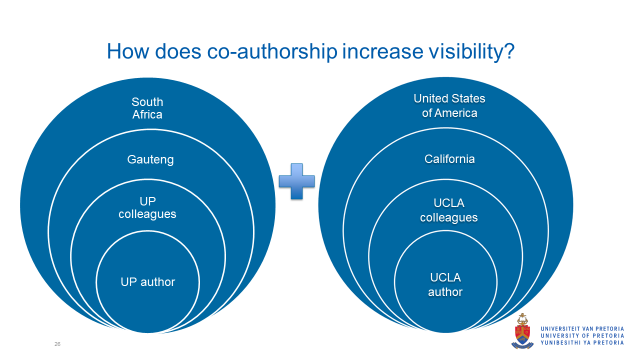 How does co-authorship increase visibility?
South
Africa
Gauteng
UP
colleagues
UP author
United States
of America
California
UCLA
colleagues
UCLA
author
28
UNIVERSITEIT VAN PRETORIA
UNIVERSITY OF PRETORIA
YUNIBESITHI YA PRETORIA